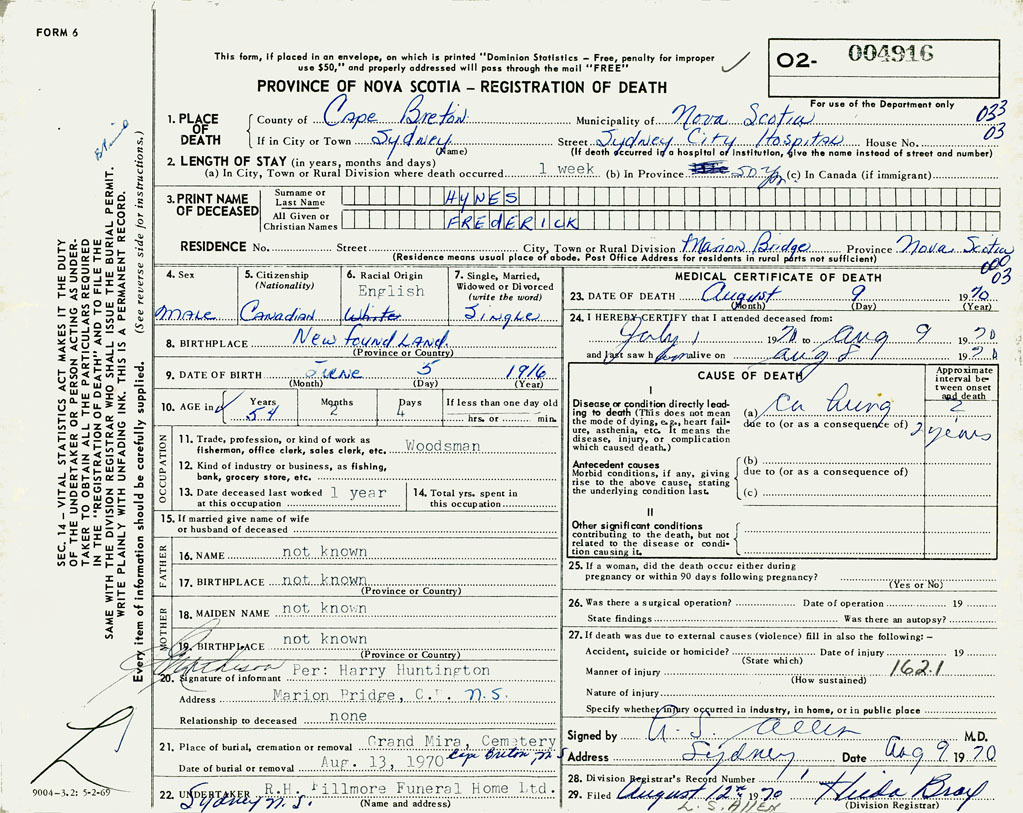 FORM 6
This form, if placed in an envelope, on which is printed "Dominion Statistics – Free, penalty for improper
use $50," and properly addressed will pass through the mail "FREE"
02- 004916
PROVINCE OF NOVA SCOTIA – REGISTRATION OF DEATH
For use of the Department only
033
03
1. PLACE OF DEATH
County of Cape Breton Municipality of Nova Scotia
If in City or Town Sydney Street Sydney City Hospital House No.
(Name) (If death occurred in a hospital or institution, give the name instead of street and number)
2. LENGTH OF STAY (in years, months and days)
(a) In City, Town or Rural Division where death occurred 1 week (b) In Province 50 (c) In Canada (if immigrant)
3. PRINT NAME OF DECEASED
Surname or Last Name HYNES
All Given or Christian Names FREDERICK
RESIDENCE No. Street City, Town or Rural Division Marion Bridge Province Nova Scotia
(Residence means usual place of abode. Post Office Address for residents in rural parts not sufficient)
000
03
4. Sex
Male
5. Citizenship
(Nationality)
Canadian
6. Racial Origin
English
White
7. Single, Married,
Widowed or Divorced
(write the word)
Single
8. BIRTHPLACE Newfoundland
(Province or Country)
9. DATE OF BIRTH June 5 1916
(Month) (Day) (Year)
10. AGE in
Years Months Days If less than one day old
54 2 4 hrs. or min.
OCCUPATION
11. Trade, profession, or kind of work as
fisherman, office clerk, sales clerk, etc. Woodsman
12. Kind of industry or business, as fishing,
bank, grocery store, etc.
13. Date deceased last worked 1 year
at this occupation
14. Total yrs. spent in
this occupation
15. If married give name of wife
or husband of deceased
FATHER
16. NAME not known
17. BIRTHPLACE not known
(Province or Country)
MOTHER
18. MAIDEN NAME not known
19. BIRTHPLACE not known
(Province or Country)
Per: Harry Huntington
20. Signature of informant
Address Marion Bridge, C.B. N.S.
Relationship to deceased none
21. Place of burial, cremation or removal Grand Mira, Cemetery
Cape Breton, N S
Date of burial or removal Aug. 13, 1970
22. UNDERTAKER R.H. Fillmore Funeral Home Ltd.
Sydney N.S. (Name and address)
MEDICAL CERTIFICATE OF DEATH
23. DATE OF DEATH August 9 1970
(Month) (Day) (Year)
24. I HEREBY CERTIFY that I attended deceased from:
July 1 1970 to Aug 9 1970
and last saw him alive on Aug 8 1970
CAUSE OF DEATH
Approximate
interval be-
tween onset
and death
I
Disease or condition directly lead-
ing to death (This does not mean
the mode of dying, e.g., heart fail-
ure, asthenia, etc. It means the
disease, injury, or complication
which caused death.)
(a) Ca Lung 2
due to (or as a consequence of) 2 years
Antecedent causes
Morbid conditions, if any, giving
rise to the above cause, stating
the underlying condition last.
(b)
due to (or as a consequence of)
(c)
II
Other significant conditions
contributing to the death, but not
related to the disease or condi-
tion causing it.
25. If a woman, did the death occur either during
pregnancy or within 90 days following pregnancy?
(Yes or No)
26. Was there a surgical operation? Date of operation 19
State findings Was there an autopsy?
27. If death was due to external causes (violence) fill in also the following: –
Accident, suicide or homicide? Date of injury 19
(State which)
Manner of injury 162.1
(How sustained)
Nature of injury
Specify whether injury occurred in industry, in home, or in public place
Signed by A. S. Allen M.D.
Address Sydney Date Aug 9 1970
28. Division Registrar's Record Number
29. Filed August 12th 1970 Hilda Bray
L. S. ALLEN (Division Registrar)
SEC. 14 – VITAL STATISTICS ACT MAKES IT THE DUTY
OF THE UNDERTAKER OR PERSON ACTING AS UNDER-
TAKER TO OBTAIN ALL THE PARTICULARS REQUIRED
IN THE "REGISTRATION OF DEATH" AND TO FILE THE
SAME WITH THE DIVISION REGISTRAR WHO SHALL ISSUE THE BURIAL PERMIT.
WRITE PLAINLY WITH UNFADING INK. THIS IS A PERMANENT RECORD.
Every item of information should be carefully supplied. (See reverse side for instructions.)
9004-3.2: 5-2-69